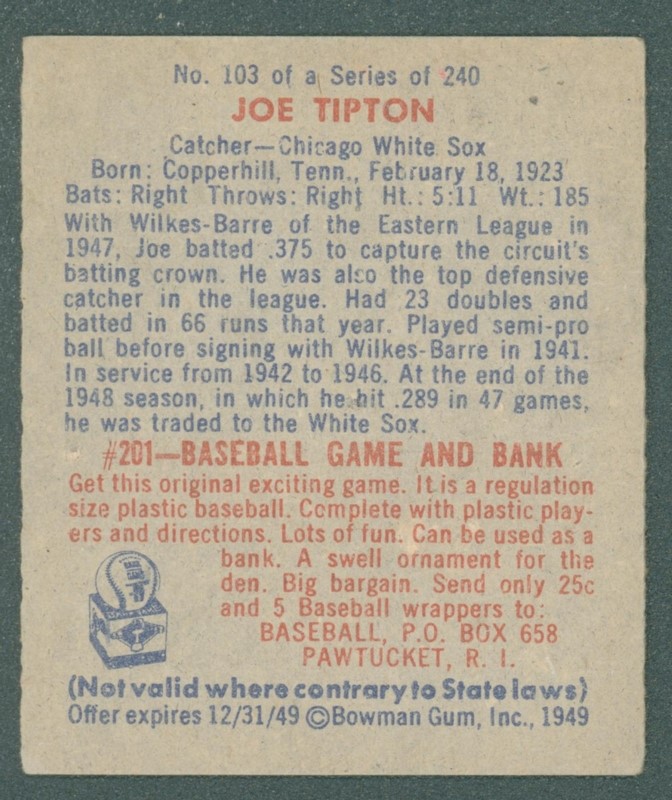 No. 103 of a Series of 240
JOE TIPTON
Catcher—Chicago White Sox
Born: Copperhill, Tenn., February 18, 1923
Bats: Right Throws: Right Ht.: 5:11 Wt.: 185
With Wilkes-Barre of the Eastern League in
1947, Joe batted .375 to capture the circuit's
batting crown. He was also the top defensive
catcher in the league. Had 23 doubles and
batted in 66 runs that year. Played semi-pro
ball before signing with Wilkes-Barre in 1941.
In service from 1942 to 1946. At the end of the
1948 season, in which he hit .289 in 47 games,
he was traded to the White Sox.
#201—BASEBALL GAME AND BANK
Get this original exciting game. It is a regulation
size plastic baseball. Complete with plastic play-
ers and directions. Lots of fun. Can be used as a
bank. A swell ornament for the
den. Big bargain. Send only 25c
and 5 Baseball wrappers to:
BASEBALL, P.O. BOX 658
PAWTUCKET, R. I.
(Not valid where contrary to State laws)
Offer expires 12/31/49 ©Bowman Gum, Inc., 1949